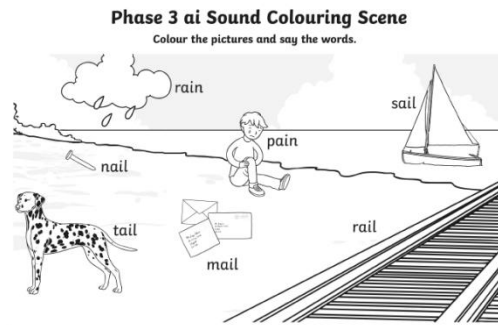 Phase 3 ai Sound Colouring Scene
Colour the pictures and say the words.
rain
sail
pain
nail
tail
rail
mail